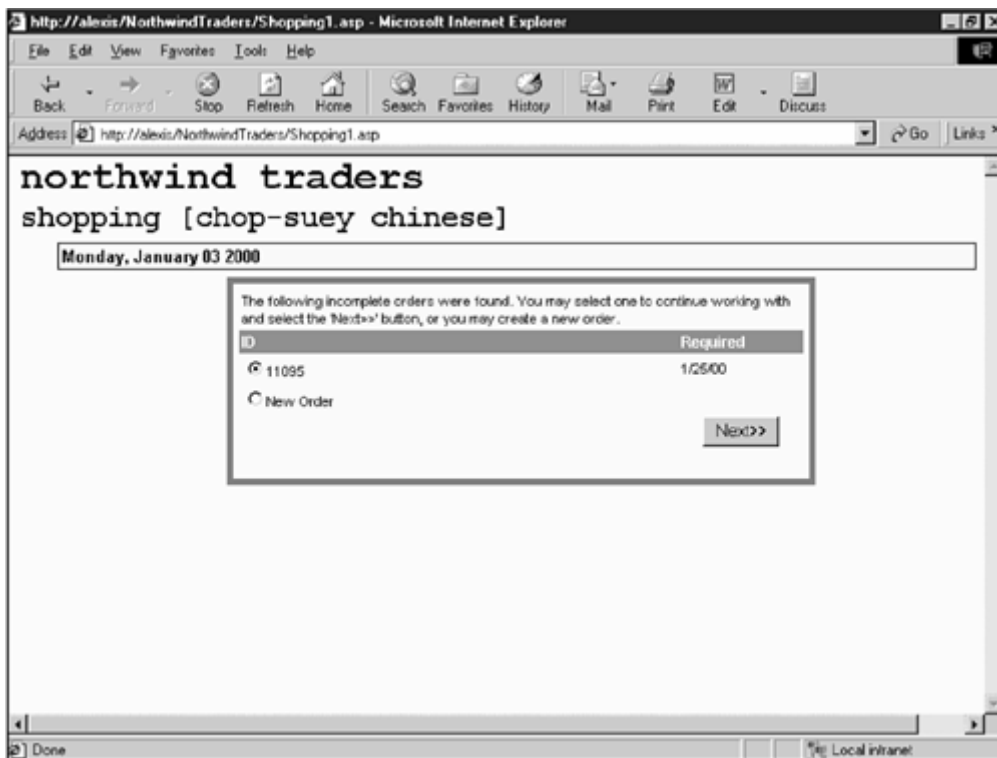 http://alexis/NorthwindTraders/Shopping1.asp - Microsoft Internet Explorer
File Edit View Favorites Tools Help
Back Forward Stop Refresh Home Search Favorites History Mail Print Edit Discuss
Address http://alexis/NorthwindTraders/Shopping1.asp Go Links »
northwind traders
shopping [chop-suey chinese]
Monday, January 03 2000
The following incomplete orders were found. You may select one to continue working with
and select the 'Next>>' button, or you may create a new order.
ID Required
11095 1/25/00
New Order
Next>>
Done Local intranet